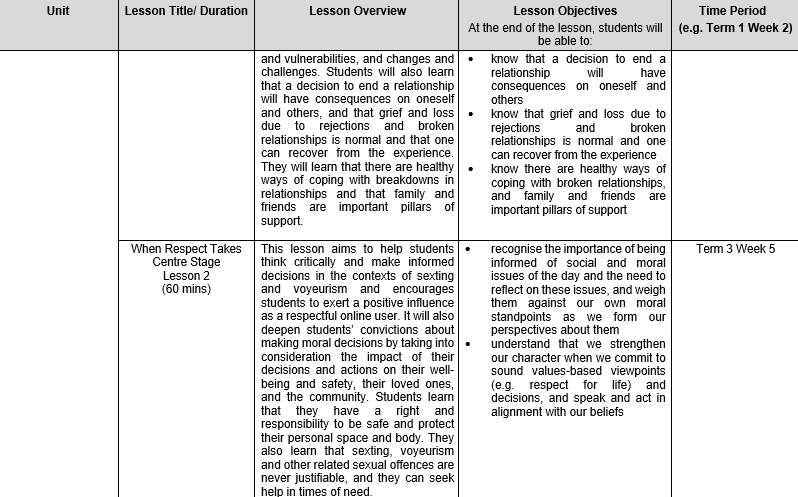 Unit
Lesson Title/ Duration
Lesson Overview
Lesson Objectives
At the end of the lesson, students will
be able to:
Time Period
(e.g. Term 1 Week 2)
and vulnerabilities, and changes and
challenges. Students will also learn
that a decision to end a relationship
will have consequences on oneself
and others, and that grief and loss
due to rejections and broken
relationships is normal and that one
can recover from the experience.
They will learn that there are healthy
ways of coping with breakdowns in
relationships and that family and
friends are important pillars of
support.
• know that a decision to end a
relationship will have
consequences on oneself and
others
• know that grief and loss due to
rejections and broken
relationships is normal and one
can recover from the experience
• know there are healthy ways of
coping with broken relationships,
and family and friends are
important pillars of support
When Respect Takes
Centre Stage
Lesson 2
(60 mins)
This lesson aims to help students
think critically and make informed
decisions in the contexts of sexting
and voyeurism and encourages
students to exert a positive influence
as a respectful online user. It will also
deepen students' convictions about
making moral decisions by taking into
consideration the impact of their
decisions and actions on their well-
being and safety, their loved ones,
and the community. Students learn
that they have a right and
responsibility to be safe and protect
their personal space and body. They
also learn that sexting, voyeurism
and other related sexual offences are
never justifiable, and they can seek
help in times of need.
• recognise the importance of being
informed of social and moral
issues of the day and the need to
reflect on these issues, and weigh
them against our own moral
standpoints as we form our
perspectives about them
• understand that we strengthen
our character when we commit to
sound values-based viewpoints
(e.g. respect for life) and
decisions, and speak and act in
alignment with our beliefs
Term 3 Week 5